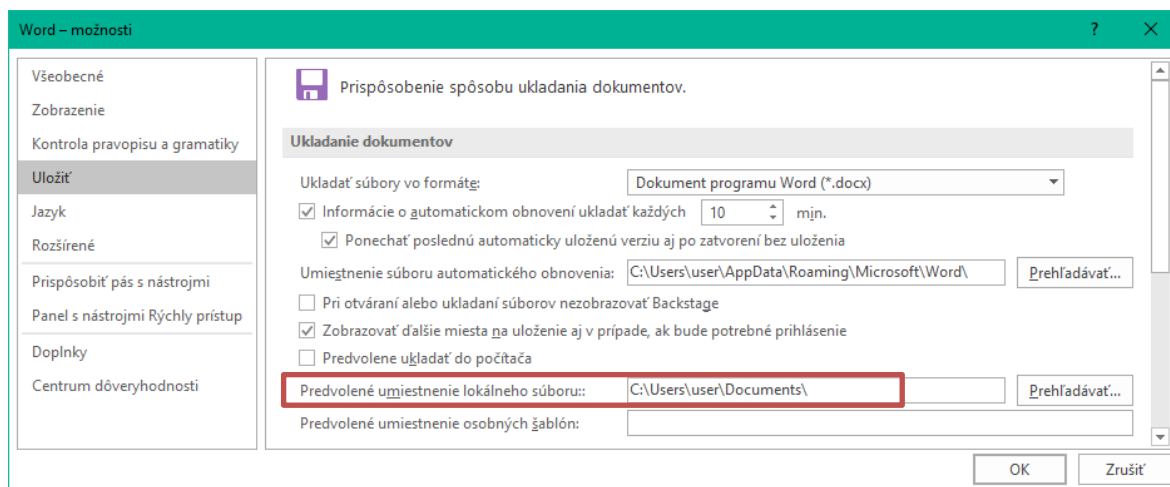 Word – možnosti
?
Všeobecné
Zobrazenie
Kontrola pravopisu a gramatiky
Uložiť
Jazyk
Rozšírené
Prispôsobiť pás s nástrojmi
Panel s nástrojmi Rýchly prístup
Doplnky
Centrum dôveryhodnosti
Prispôsobenie spôsobu ukladania dokumentov.
Ukladanie dokumentov
Ukladať súbory vo formáte: Dokument programu Word (*.docx)
Informácie o automatickom obnovení ukladať každých 10 min.
Ponechať poslednú automaticky uloženú verziu aj po zatvorení bez uloženia
Umiestnenie súboru automatického obnovenia: C:\Users\user\AppData\Roaming\Microsoft\Word\ Prehľadávať...
Pri otváraní alebo ukladaní súborov nezobrazovať Backstage
Zobrazovať ďalšie miesta na uloženie aj v prípade, ak bude potrebné prihlásenie
Predvolene ukladať do počítača
Predvolené umiestnenie lokálneho súboru:: C:\Users\user\Documents\ Prehľadávať...
Predvolené umiestnenie osobných šablón:
OK Zrušiť